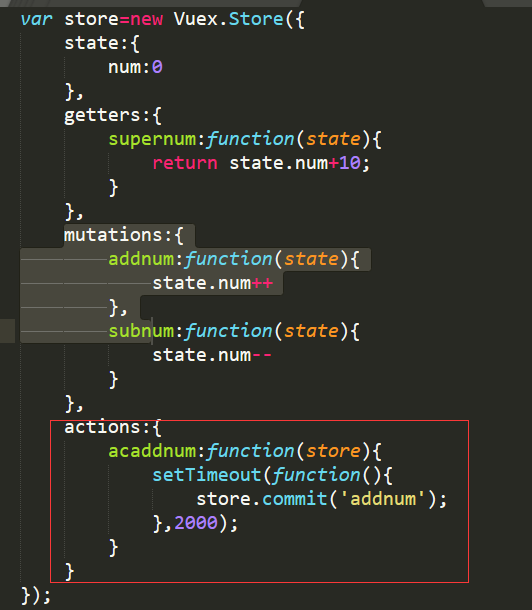 var store=new Vuex.Store({
state:{
num:0
},
getters:{
supernum:function(state){
return state.num+10;
}
},
mutations:{
addnum:function(state){
state.num++
},
subnum:function(state){
state.num--
}
},
actions:{
acaddnum:function(store){
setTimeout(function(){
store.commit('addnum');
},2000);
}
}
});